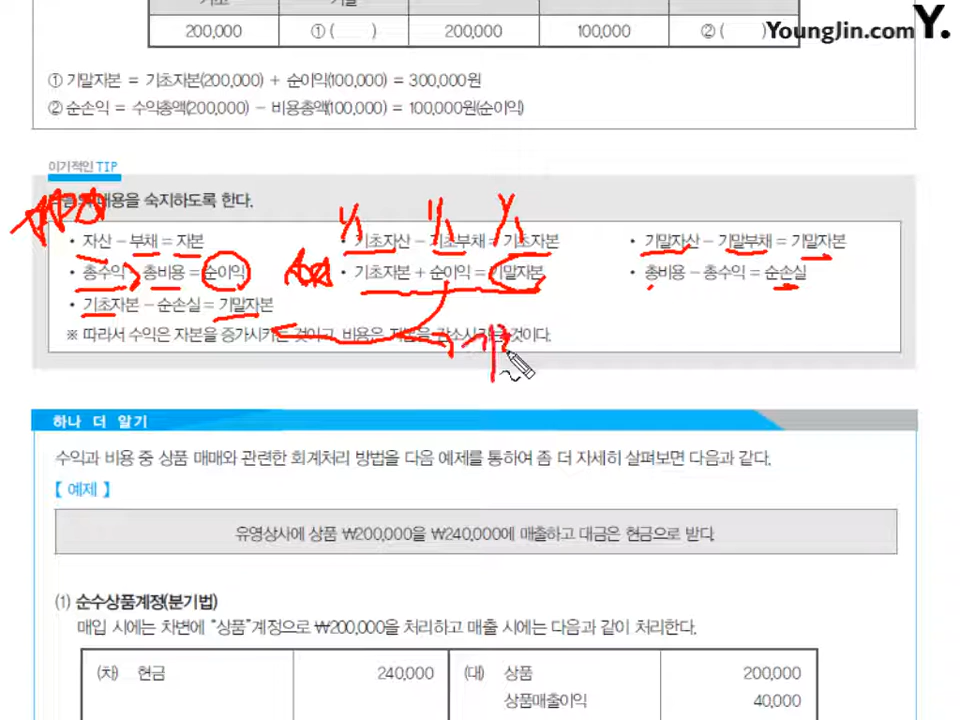 YoungJin.com Y.
200,000 ① ( ) 200,000 100,000 ② ( )
① 기말자본 = 기초자본(200,000) + 순이익(100,000) = 300,000원
② 순손익 = 수익총액(200,000) - 비용총액(100,000) = 100,000원(순이익)
이기적인 TIP
내용을 숙지하도록 한다.
• 자산 - 부채 = 자본 • 기초자산 - 기초부채 = 기초자본 • 기말자산 - 기말부채 = 기말자본
• 총수익 - 총비용 = 순이익 • 기초자본 + 순이익 = 기말자본 • 총비용 - 총수익 = 순손실
• 기초자본 - 순손실 = 기말자본
※ 따라서 수익은 자본을 증가시키는 것이고, 비용은 자본을 감소시키는 것이다.
1/1 1/1 1/1
하나 더 알기
수익과 비용 중 상품 매매와 관련한 회계처리 방법을 다음 예제를 통하여 좀 더 자세히 살펴보면 다음과 같다.
【 예제 】
유영상사에 상품 ₩200,000을 ₩240,000에 매출하고 대금은 현금으로 받다.
(1) 순수상품계정(분기법)
매입 시에는 차변에 "상품"계정으로 ₩200,000을 처리하고 매출 시에는 다음과 같이 처리한다.
(차) 현금 240,000 (대) 상품 200,000
상품매출이익 40,000